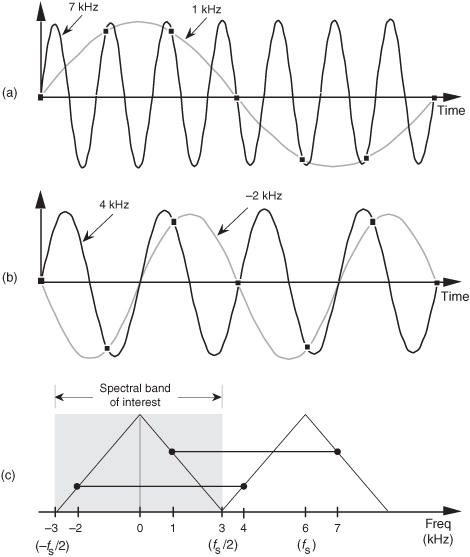 7 kHz
1 kHz
(a)
Time
4 kHz
–2 kHz
(b)
Time
Spectral band
of interest
(c)
–3 –2 0 1 3 4 6 7 Freq
(–fs/2) (fs/2) (fs) (kHz)